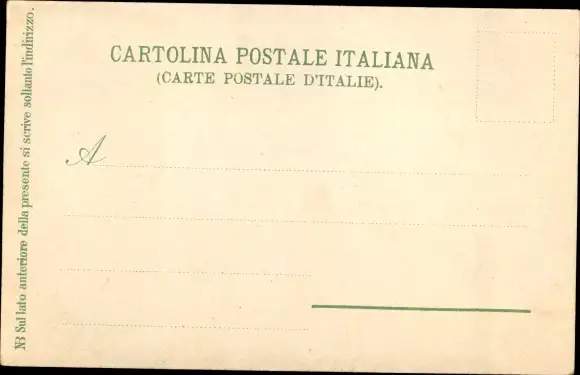 CARTOLINA POSTALE ITALIANA
(CARTE POSTALE D'ITALIE).
A
NB Sul lato anteriore della presente si scrive soltanto l'indirizzo.